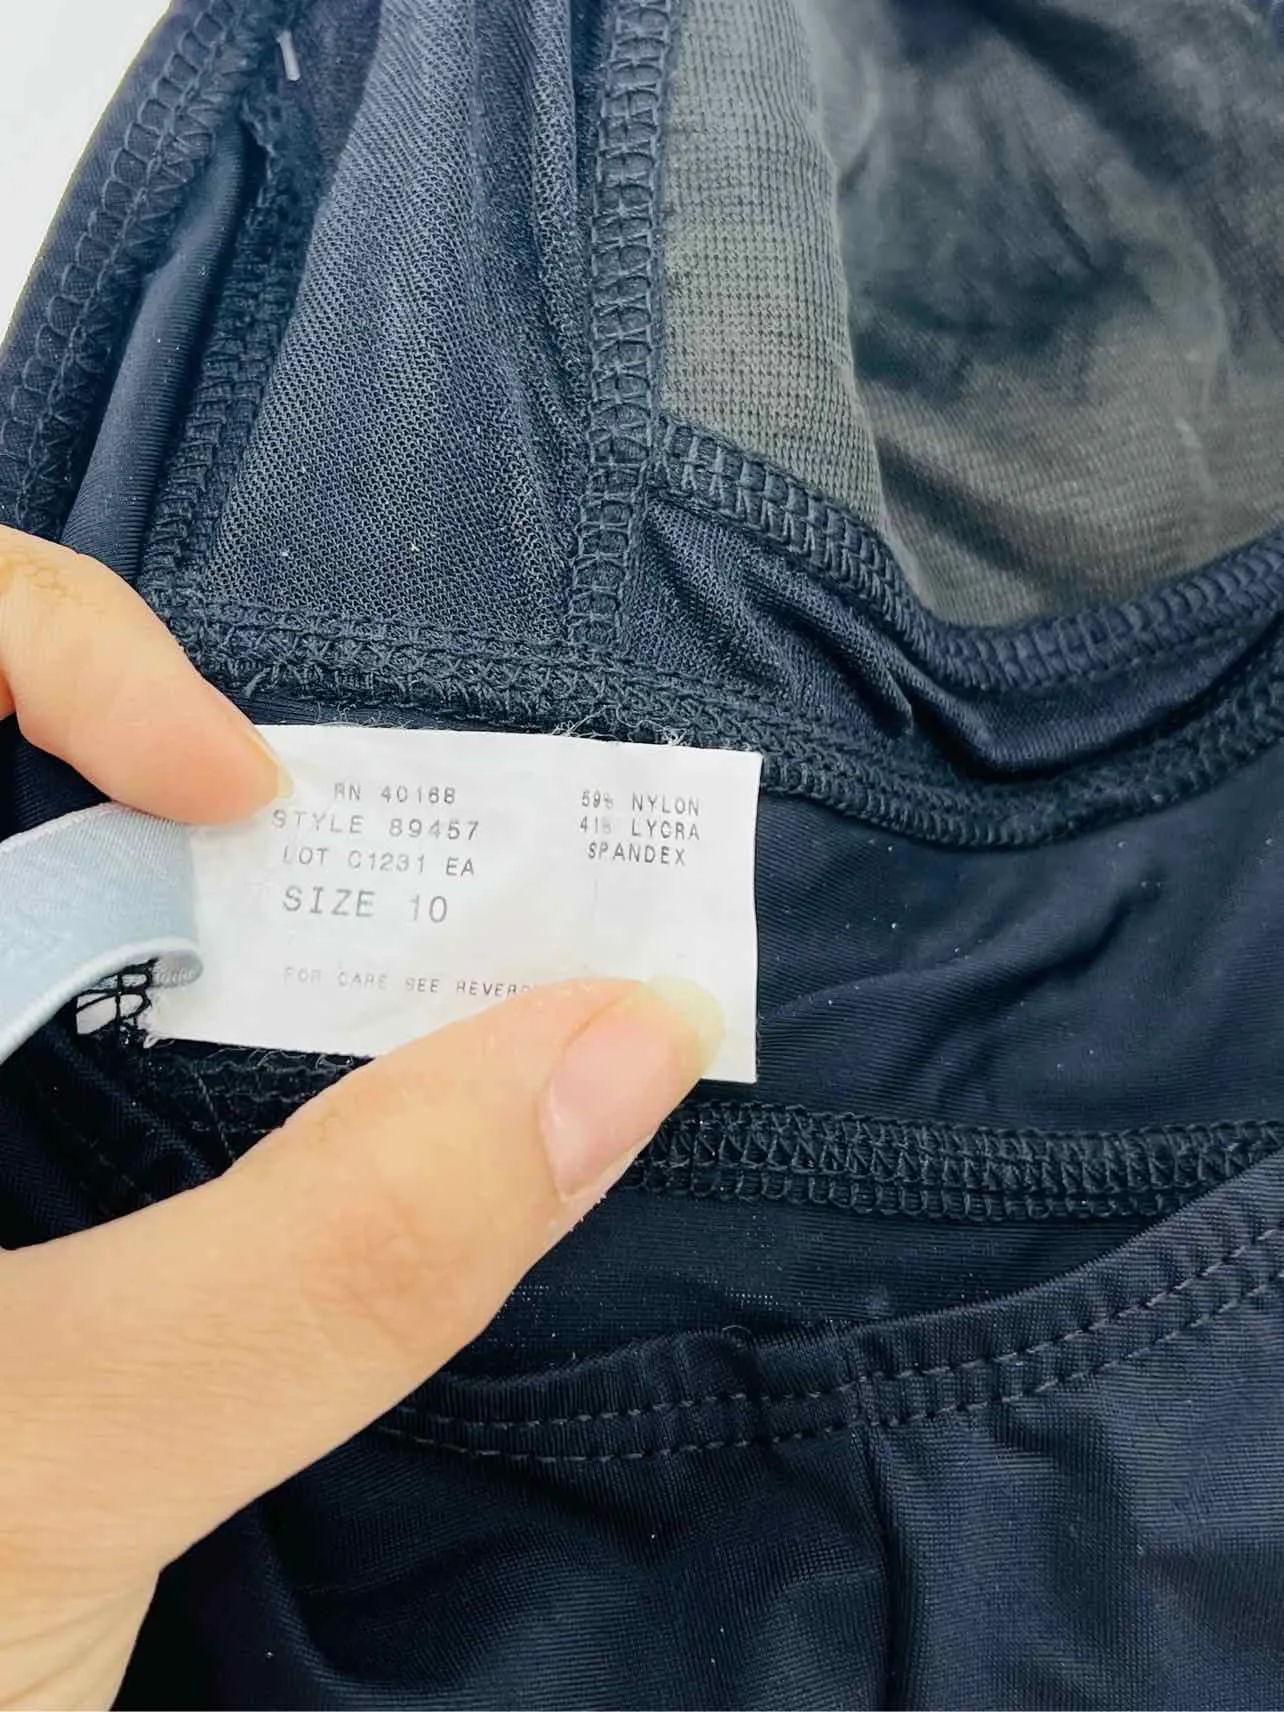 RN 40168
STYLE 89457
LOT C1231 EA
SIZE 10
59% NYLON
41% LYCRA
SPANDEX
FOR CARE SEE